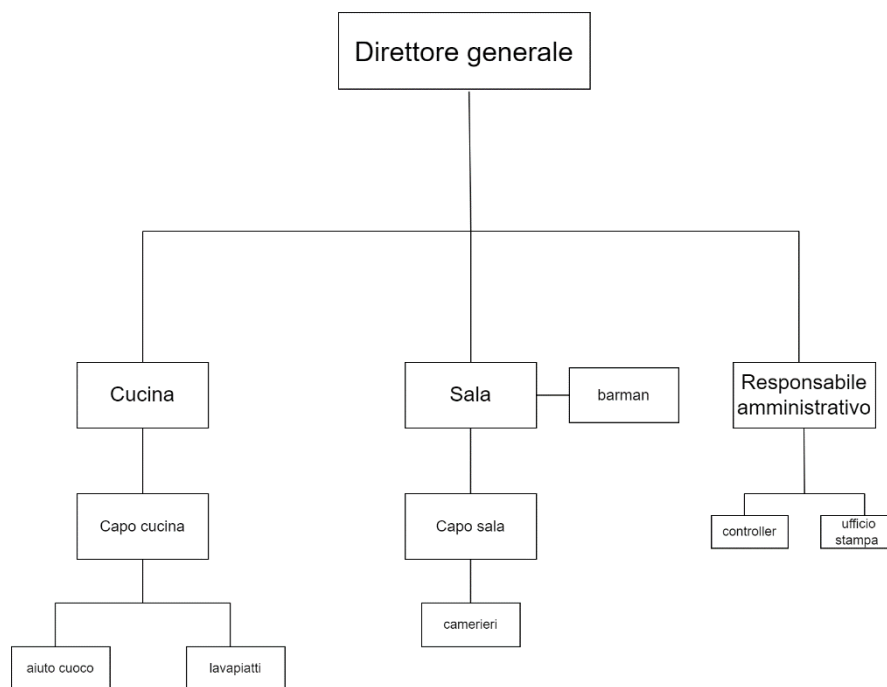 Direttore generale
Cucina
Sala
barman
Responsabile
amministrativo
Capo cucina
Capo sala
controller
ufficio
stampa
camerieri
aiuto cuoco
lavapiatti